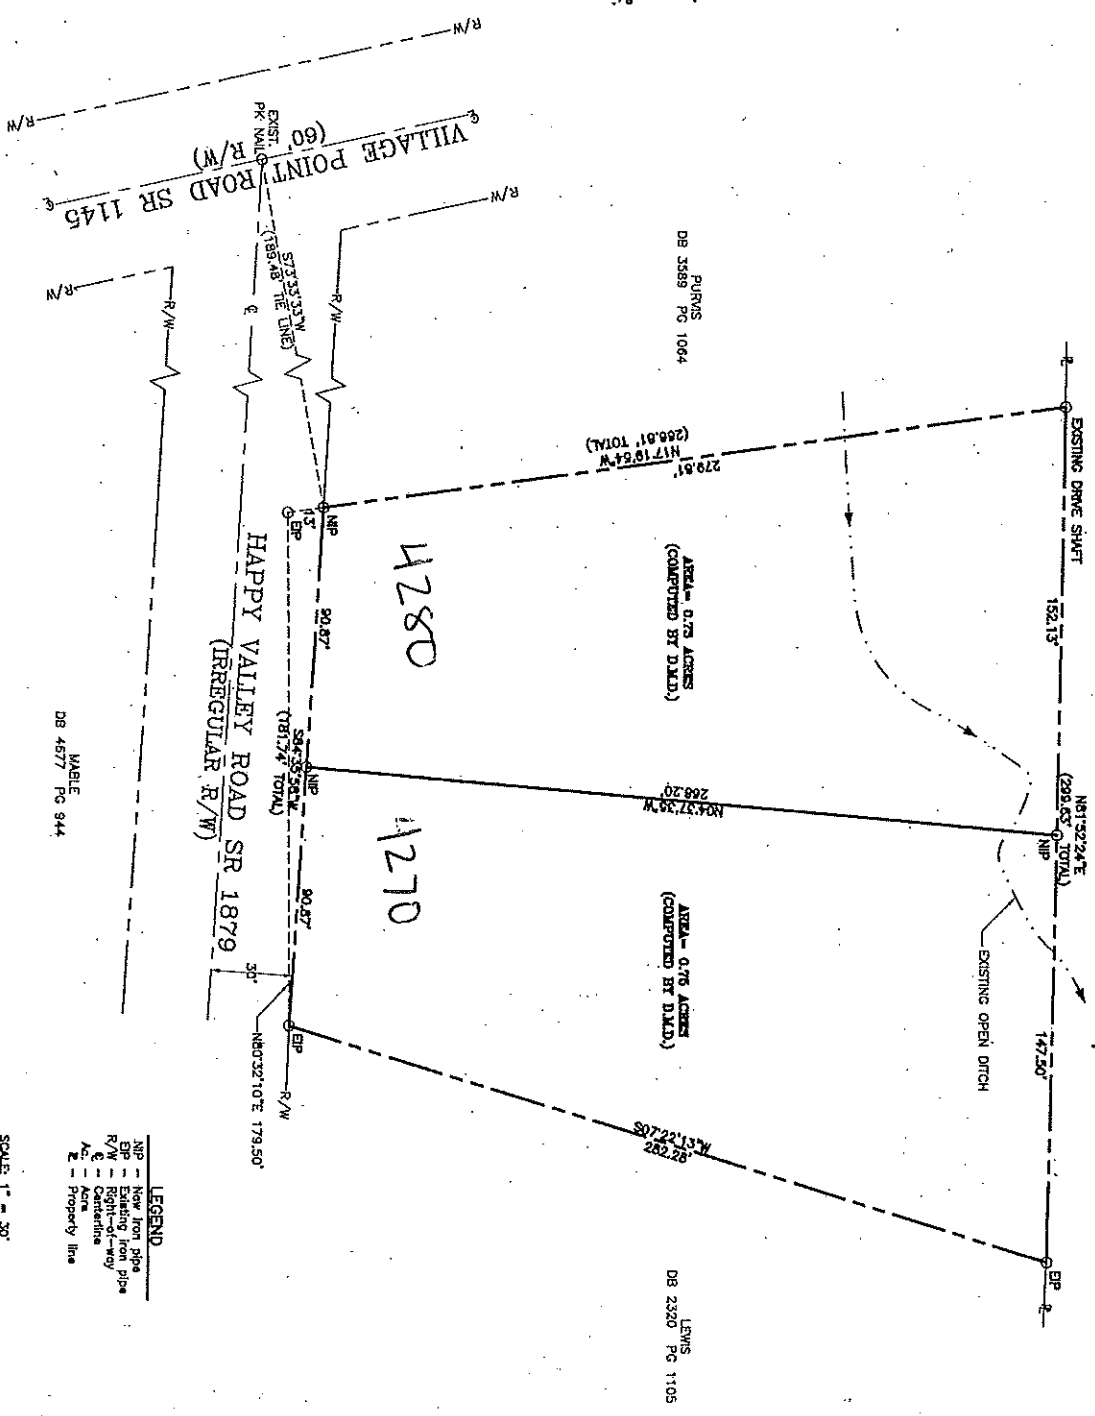 R/W
R/W
VILLAGE POINT ROAD SR 1145
(60' R/W)
EXIST.
PK NAIL
R/W
R/W
S73°33'33"W
(189.48' TIE LINE)
R/W
R/W
PURVIS
DB 3589 PG 1064
EXISTING DRIVE SHAFT
152.13'
N81°52'24"E
(299.63' TOTAL)
NIP
147.50'
EXISTING OPEN DITCH
EIP
279.81'
N17°19'54"W
AREA= 0.75 ACRES
(COMPUTED BY D.M.D.)
268.20'
N04°37'35"W
AREA= 0.75 ACRES
(COMPUTED BY D.M.D.)
S07°22'13"W
282.28'
LEWIS
DB 2320 PG 1105
4280
4270
NIP
13'
EIP
90.87'
NIP
S84°35'56"W
(181.74' TOTAL)
90.87'
EIP
R/W
30'
N80°32'10"E 179.50'
HAPPY VALLEY ROAD SR 1879
(IRREGULAR R/W)
MABLE
DB 4577 PG 944
LEGEND
NIP - New iron pipe
EIP - Existing iron pipe
R/W - Right-of-way
℄ - Centerline
Ac. - Acre
℄ - Property line
SCALE: 1" = 30'